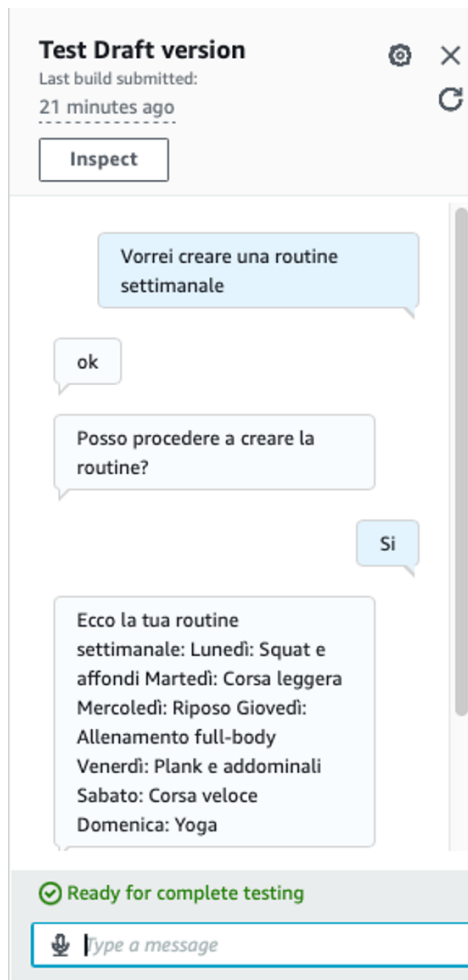 Test Draft version
Last build submitted:
21 minutes ago
Inspect
Vorrei creare una routine
settimanale
ok
Posso procedere a creare la
routine?
Si
Ecco la tua routine
settimanale: Lunedì: Squat e
affondi Martedì: Corsa leggera
Mercoledì: Riposo Giovedì:
Allenamento full-body
Venerdì: Plank e addominali
Sabato: Corsa veloce
Domenica: Yoga
Ready for complete testing
Type a message